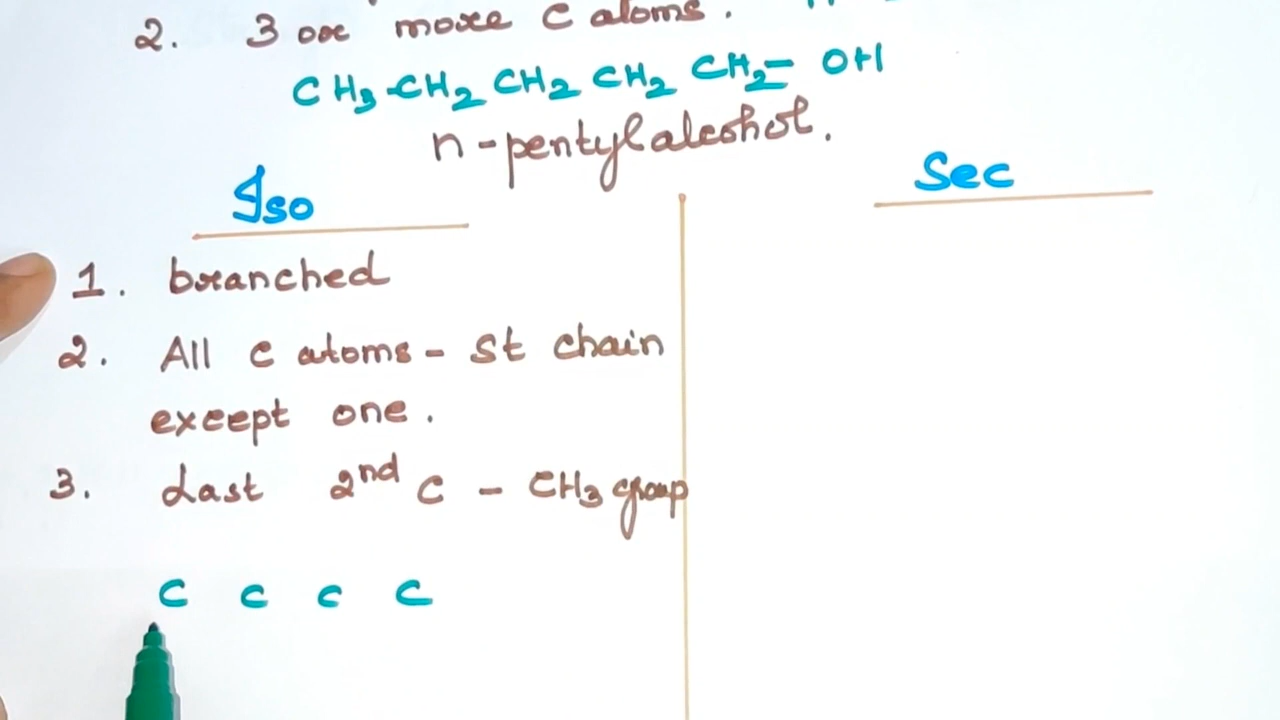 2. 3 or more C atoms.
CH3-CH2 CH2 CH2 CH2- OH
n-pentylalcohol.
Iso
Sec
1. branched
2. All c atoms - st chain
except one.
3. Last 2nd C - CH3 group
C C C C